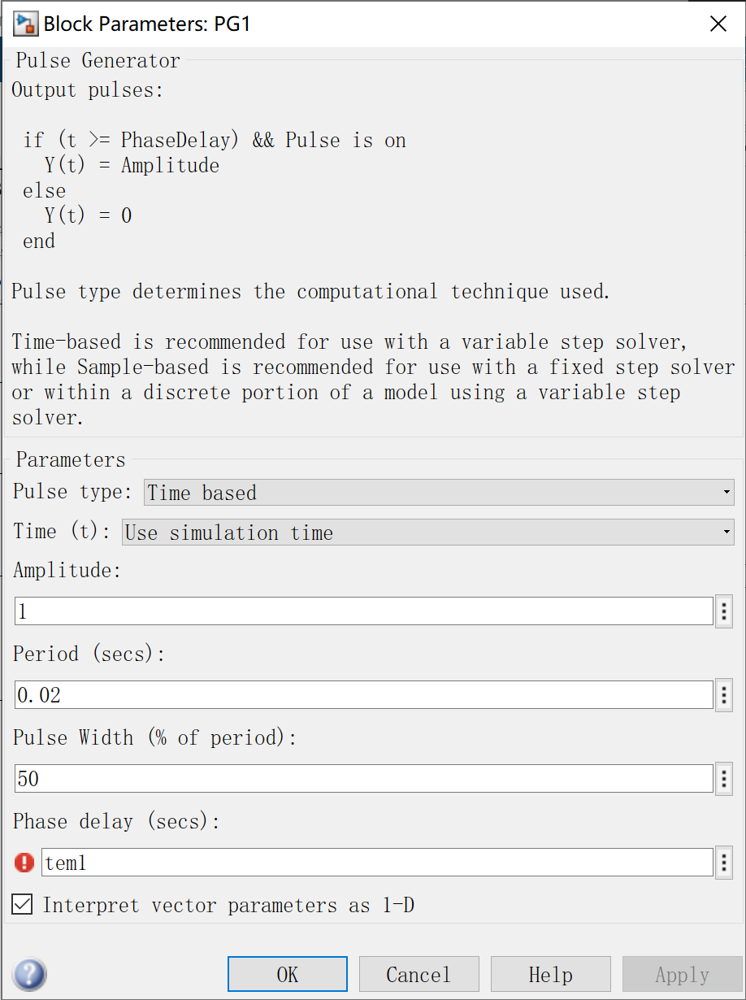 Block Parameters: PG1
Pulse Generator
Output pulses:
if (t >= PhaseDelay) && Pulse is on
Y(t) = Amplitude
else
Y(t) = 0
end
Pulse type determines the computational technique used.
Time-based is recommended for use with a variable step solver,
while Sample-based is recommended for use with a fixed step solver
or within a discrete portion of a model using a variable step
solver.
Parameters
Pulse type: Time based
Time (t): Use simulation time
Amplitude:
1
Period (secs):
0.02
Pulse Width (% of period):
50
Phase delay (secs):
tem1
Interpret vector parameters as 1-D
OK Cancel Help Apply